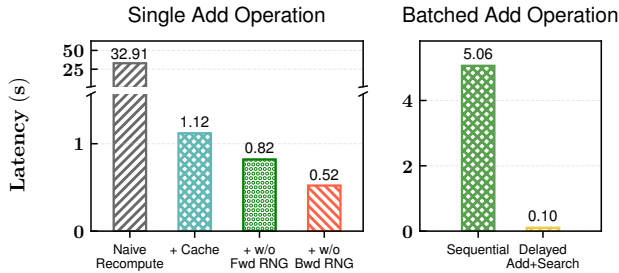 Single Add Operation
Batched Add Operation
Latency (s)
50
25
1
0
32.91
1.12
0.82
0.52
Naive
Recompute
+ Cache
+ w/o
Fwd RNG
+ w/o
Bwd RNG
4
2
0
5.06
0.10
Sequential
Delayed
Add+Search